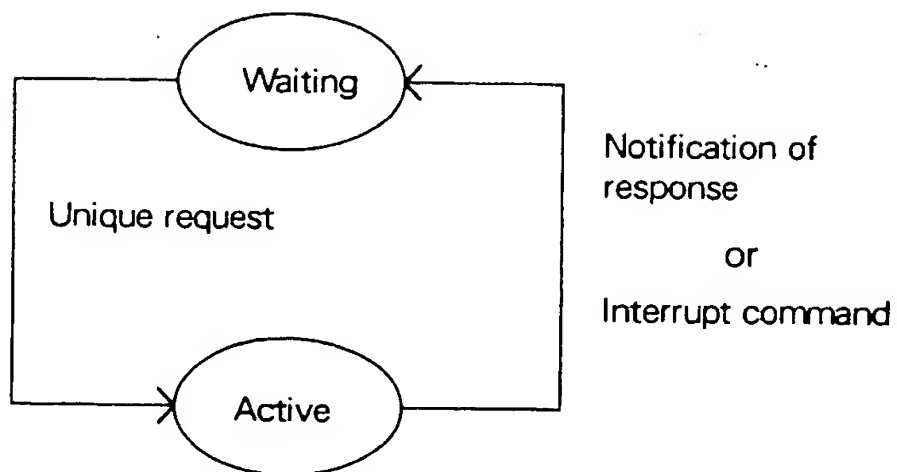 Waiting
Unique request
Notification of
response
or
Interrupt command
Active